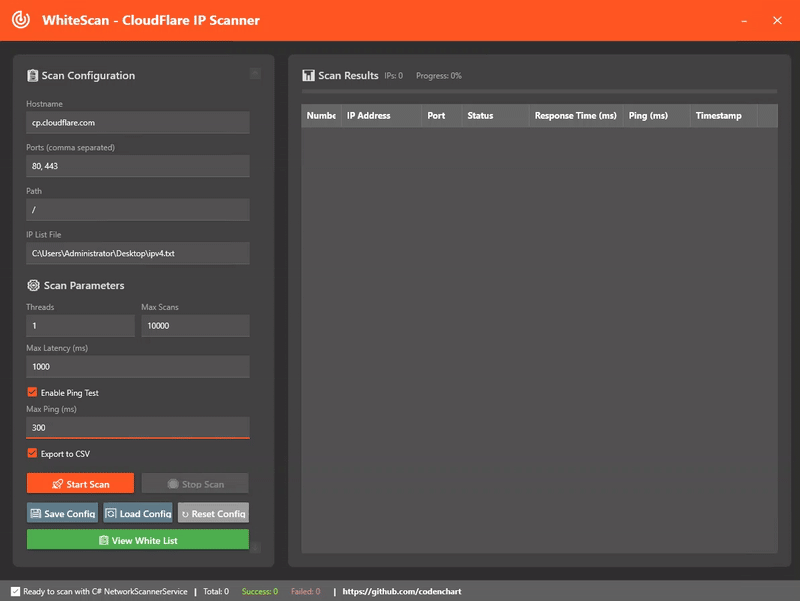 WhiteScan - CloudFlare IP Scanner
Scan Configuration
Hostname
cp.cloudflare.com
Ports (comma separated)
80, 443
Path
/
IP List File
C:\Users\Administrator\Desktop\ipv4.txt
Scan Parameters
Threads Max Scans
1 10000
Max Latency (ms)
1000
Enable Ping Test
Max Ping (ms)
300
Export to CSV
Start Scan Stop Scan
Save Config Load Config Reset Config
View White List
Scan Results IPs: 0 Progress: 0%
Numbe IP Address Port Status Response Time (ms) Ping (ms) Timestamp
Ready to scan with C# NetworkScannerService | Total: 0 Success: 0 Failed: 0 | https://github.com/codenchart